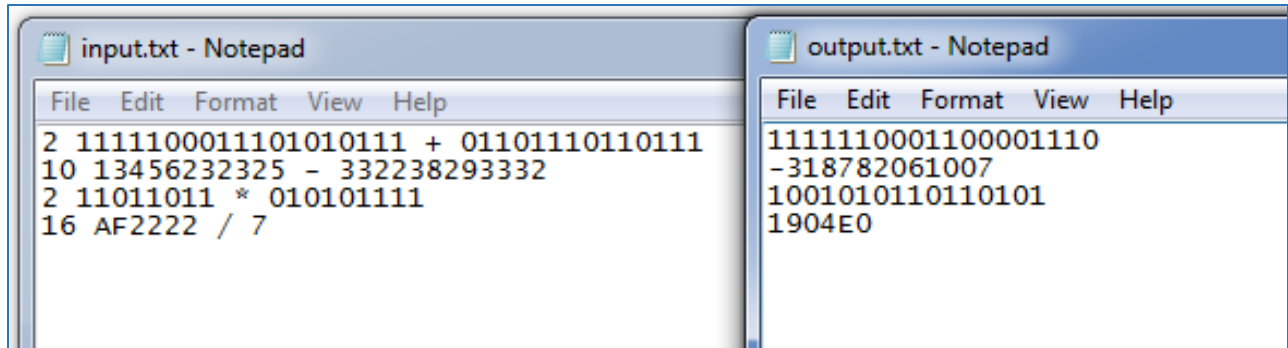 input.txt - Notepad
File Edit Format View Help
2 1111100011101010111 + 01101110110111
10 13456232325 - 332238293332
2 11011011 * 010101111
16 AF2222 / 7
output.txt - Notepad
File Edit Format View Help
1111110001100001110
-318782061007
1001010110110101
1904E0